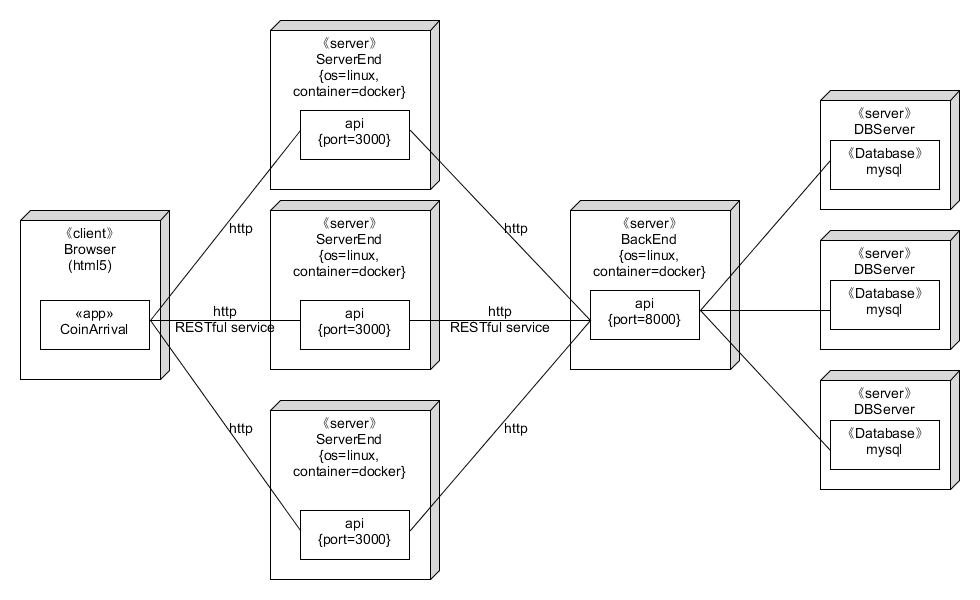 《client》
Browser
(html5)
«app»
CoinArrival
http
http
RESTful service
http
《server》
ServerEnd
{os=linux,
container=docker}
api
{port=3000}
《server》
ServerEnd
{os=linux,
container=docker}
api
{port=3000}
《server》
ServerEnd
{os=linux,
container=docker}
api
{port=3000}
http
http
RESTful service
http
《server》
BackEnd
{os=linux,
container=docker}
api
{port=8000}
《server》
DBServer
《Database》
mysql
《server》
DBServer
《Database》
mysql
《server》
DBServer
《Database》
mysql